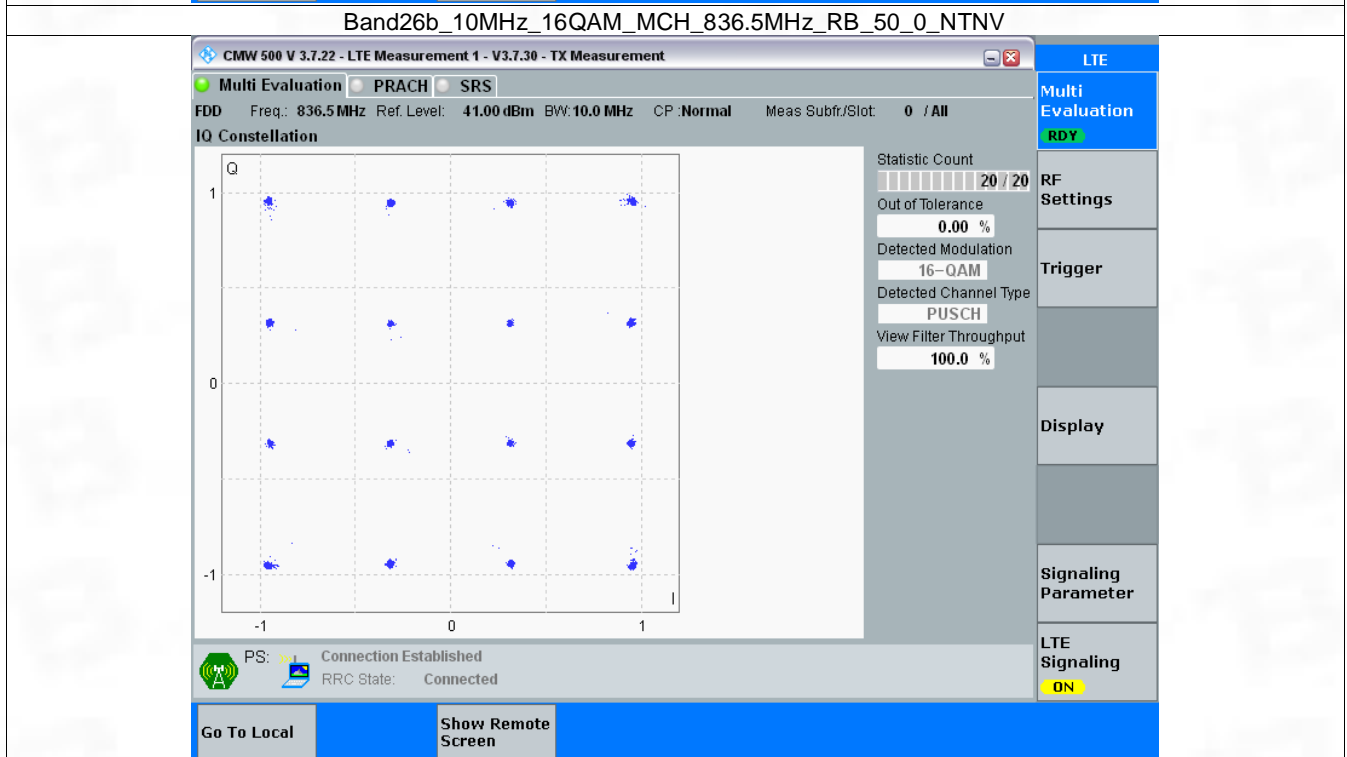 Band26b_10MHz_16QAM_MCH_836.5MHz_RB_50_0_NTNV
CMW 500 V 3.7.22 - LTE Measurement 1 - V3.7.30 - TX Measurement
LTE
Multi Evaluation PRACH SRS
FDD Freq.: 836.5 MHz Ref. Level: 41.00 dBm BW: 10.0 MHz CP :Normal Meas Subfr./Slot: 0 / All
IQ Constellation
Q
1
0
-1
I
-1 0 1
Statistic Count
20 / 20
Out of Tolerance
0.00 %
Detected Modulation
16-QAM
Detected Channel Type
PUSCH
View Filter Throughput
100.0 %
Multi
Evaluation
RDY
RF
Settings
Trigger
Display
Signaling
Parameter
LTE
Signaling
ON
PS: Connection Established
RRC State: Connected
Go To Local
Show Remote
Screen